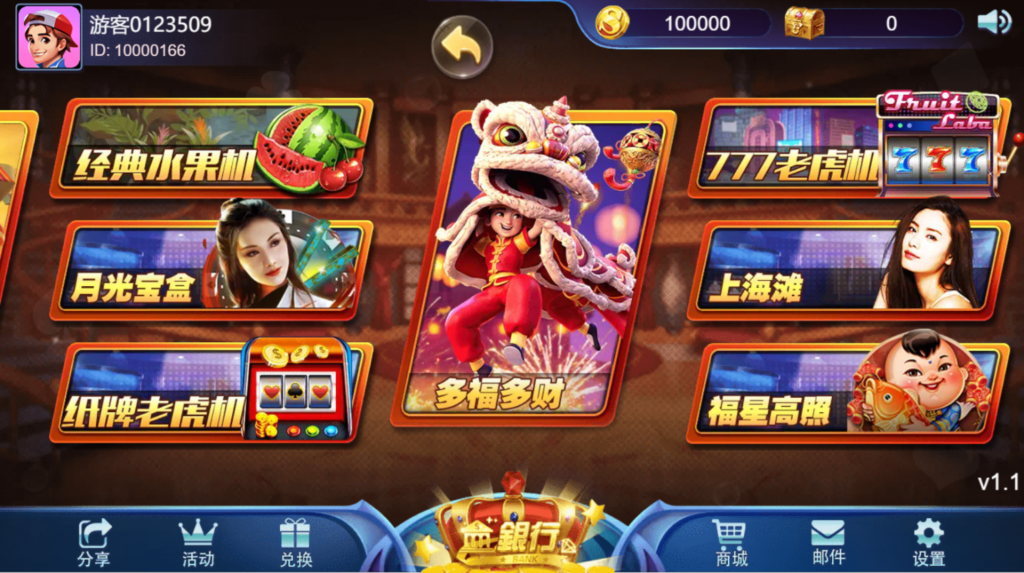 游客0123509
ID: 10000166
100000
0
经典水果机
Fruit
Laba
777
777老虎机
月光宝盒
上海滩
纸牌老虎机
多福多财
福星高照
v1.1
分享
活动
兑换
銀行
BANK
商城
邮件
设置